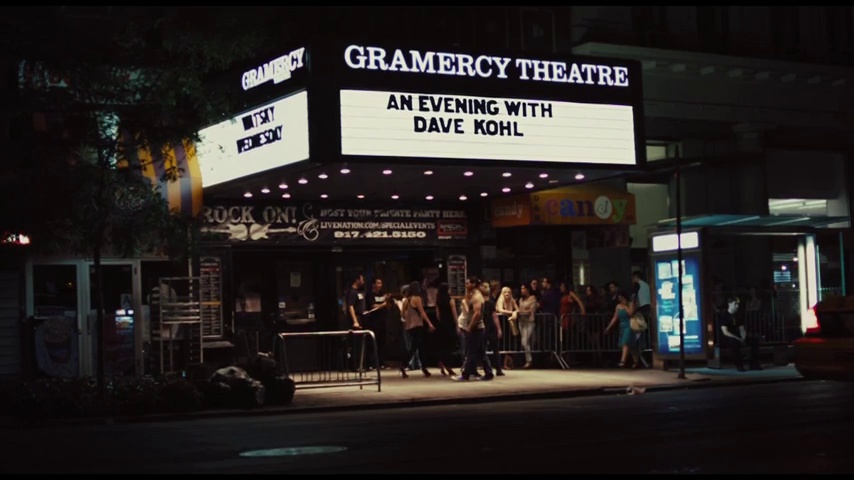 GRAMERCY
GRAMERCY THEATRE
AN EVENING WITH
DAVE KOHL
ROCK ON!
HOST YOUR PRIVATE PARTY HERE
LIVENATION.COM/SPECIALEVENTS
917.421.5150
candy
candy